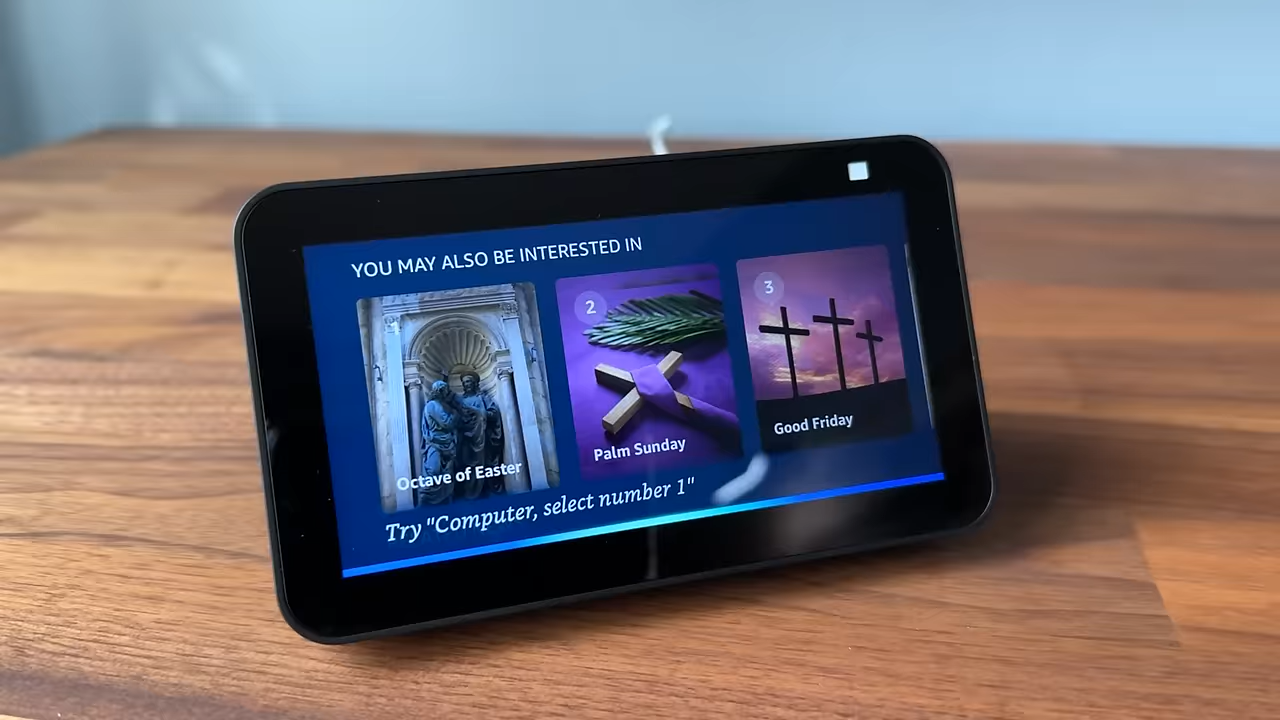 YOU MAY ALSO BE INTERESTED IN
2
3
Octave of Easter
Palm Sunday
Good Friday
Try "Computer, select number 1"